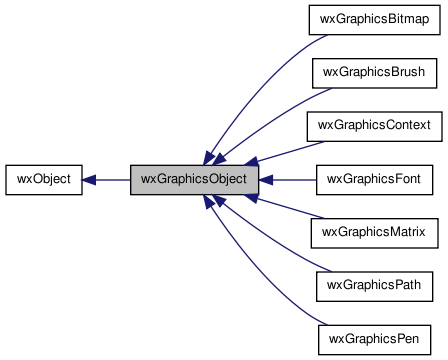 wxGraphicsBitmap
wxGraphicsBrush
wxGraphicsContext
wxObject
wxGraphicsObject
wxGraphicsFont
wxGraphicsMatrix
wxGraphicsPath
wxGraphicsPen